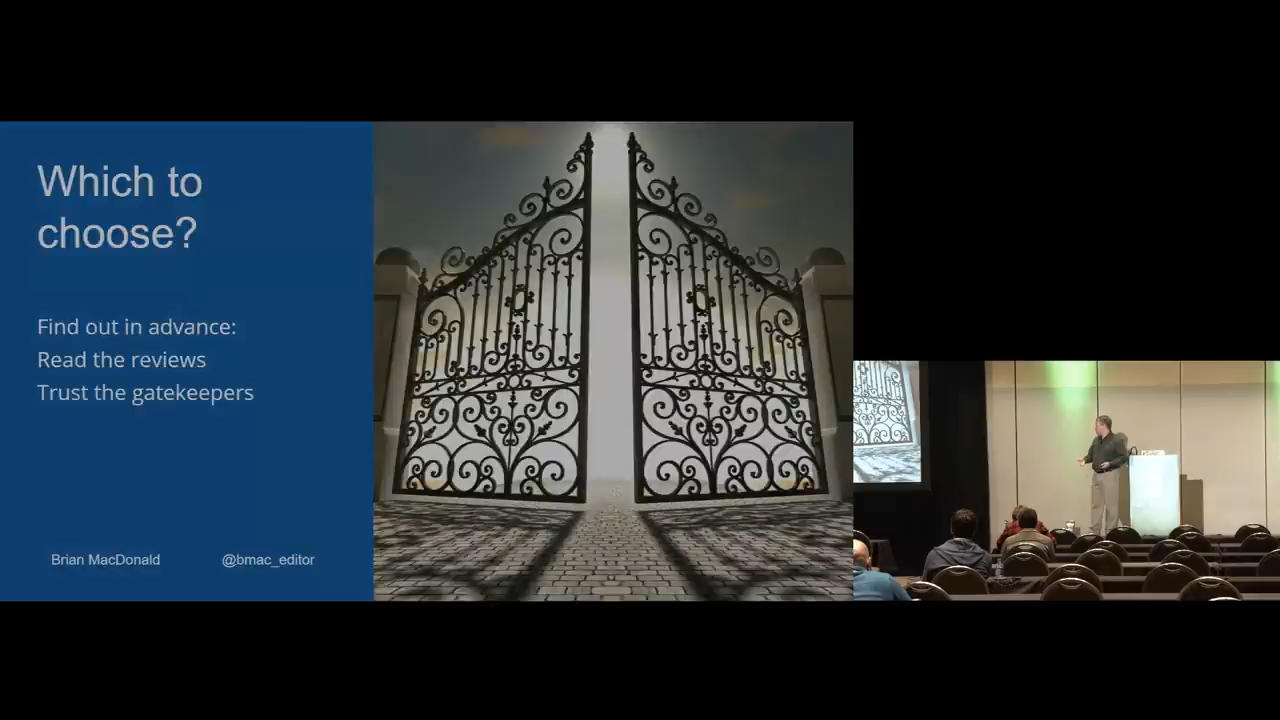 Which to
choose?
Find out in advance:
Read the reviews
Trust the gatekeepers
Brian MacDonald @bmac_editor